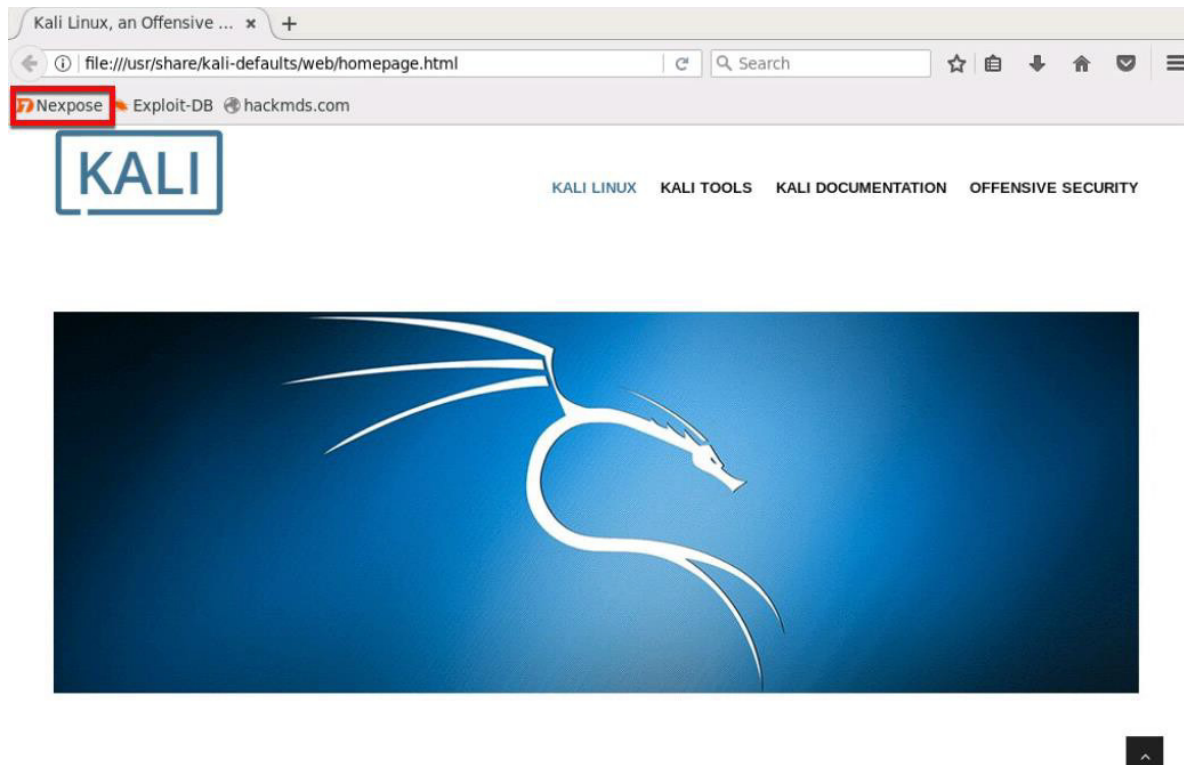 Kali Linux, an Offensive ...
file:///usr/share/kali-defaults/web/homepage.html Search
Nexpose Exploit-DB hackmds.com
KALI
KALI LINUX KALI TOOLS KALI DOCUMENTATION OFFENSIVE SECURITY